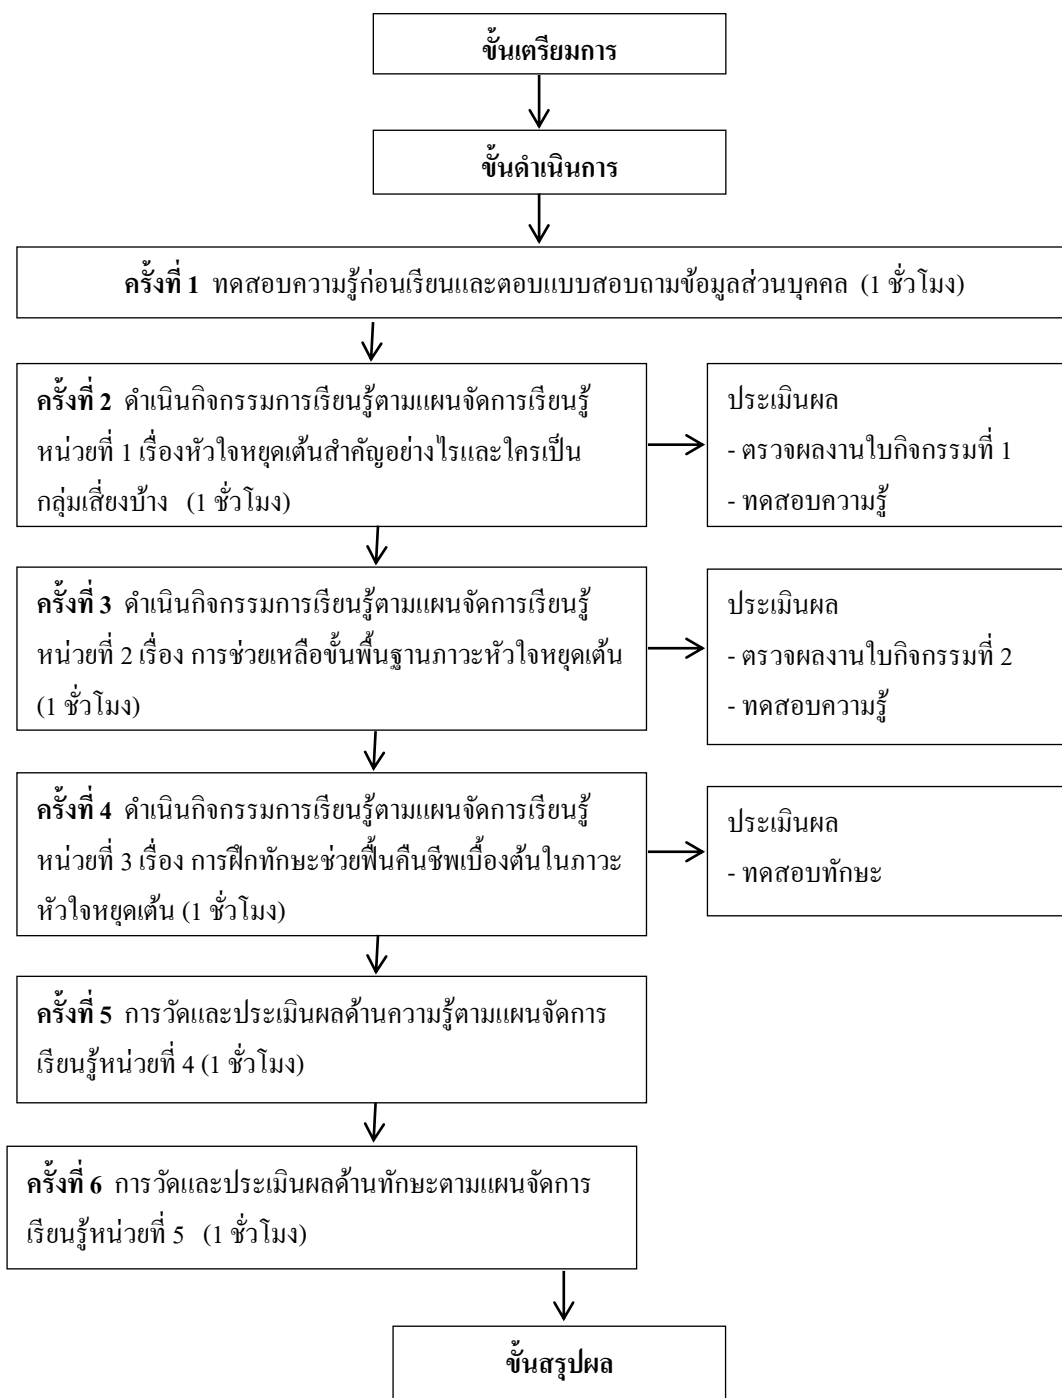 ขั้นเตรียมการ
ขั้นดำเนินการ
ครั้งที่ 1 ทดสอบความรู้ก่อนเรียนและตอบแบบสอบถามข้อมูลส่วนบุคคล (1 ชั่วโมง)
ครั้งที่ 2 ดำเนินกิจกรรมการเรียนรู้ตามแผนจัดการเรียนรู้
หน่วยที่ 1 เรื่องหัวใจหยุดเต้นสำคัญอย่างไรและใครเป็น
กลุ่มเสี่ยงบ้าง (1 ชั่วโมง)
ประเมินผล
- ตรวจผลงานใบกิจกรรมที่ 1
- ทดสอบความรู้
ครั้งที่ 3 ดำเนินกิจกรรมการเรียนรู้ตามแผนจัดการเรียนรู้
หน่วยที่ 2 เรื่อง การช่วยเหลือขั้นพื้นฐานภาวะหัวใจหยุดเต้น
(1 ชั่วโมง)
ประเมินผล
- ตรวจผลงานใบกิจกรรมที่ 2
- ทดสอบความรู้
ครั้งที่ 4 ดำเนินกิจกรรมการเรียนรู้ตามแผนจัดการเรียนรู้
หน่วยที่ 3 เรื่อง การฝึกทักษะช่วยฟื้นคืนชีพเบื้องต้นในภาวะ
หัวใจหยุดเต้น (1 ชั่วโมง)
ประเมินผล
- ทดสอบทักษะ
ครั้งที่ 5 การวัดและประเมินผลด้านความรู้ตามแผนจัดการ
เรียนรู้หน่วยที่ 4 (1 ชั่วโมง)
ครั้งที่ 6 การวัดและประเมินผลด้านทักษะตามแผนจัดการ
เรียนรู้หน่วยที่ 5 (1 ชั่วโมง)
ขั้นสรุปผล